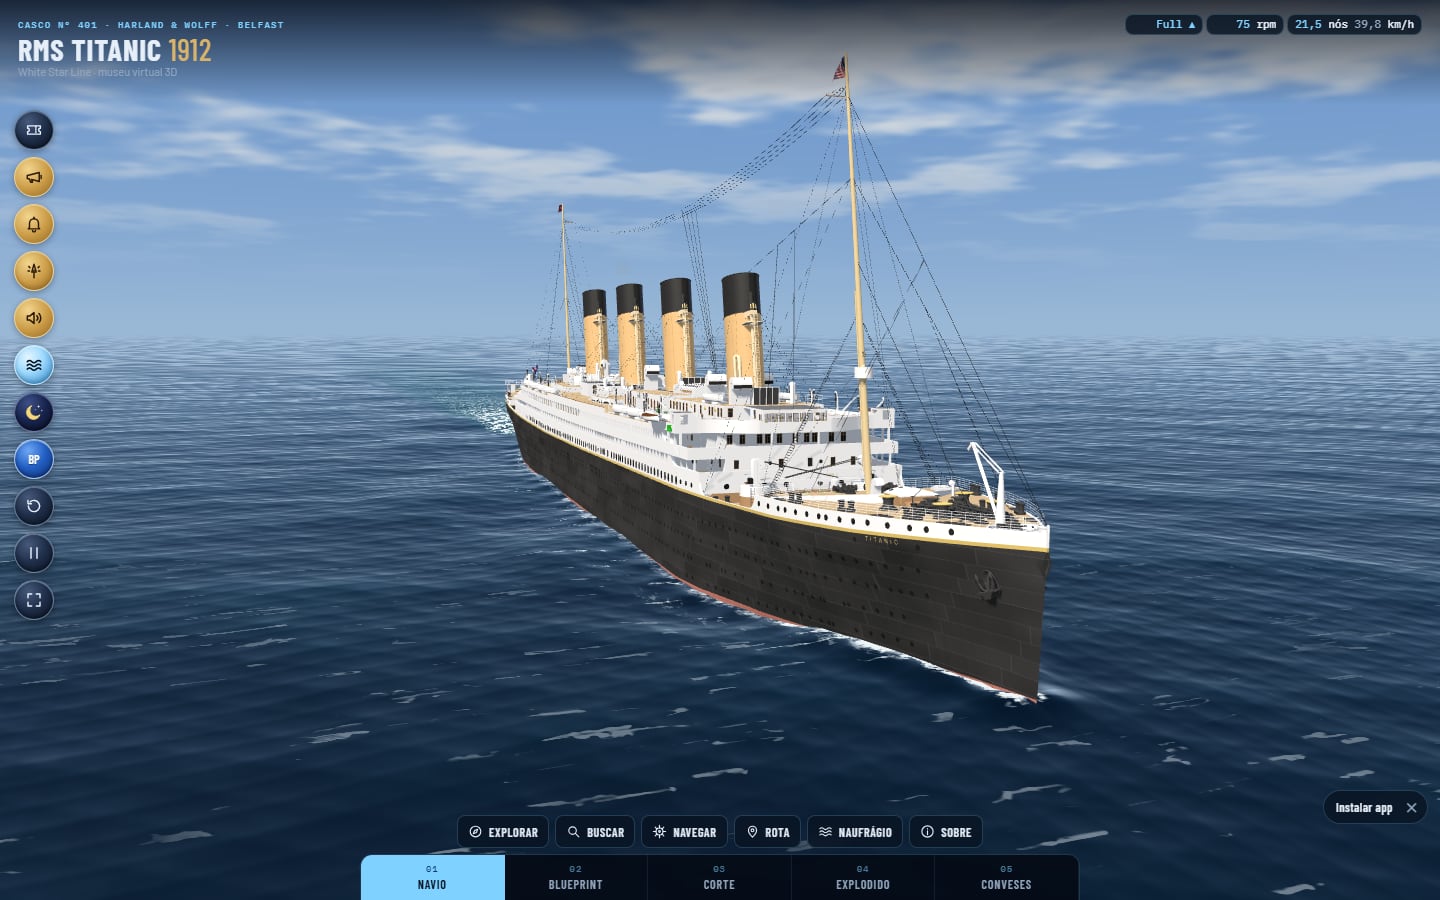 CASCO Nº 401 · HARLAND & WOLFF · BELFAST
RMS TITANIC 1912
White Star Line · museu virtual 3D
Full ▲
75 rpm
21,5 nós 39,8 km/h
BP
TITANIC
Instalar app
EXPLORAR
BUSCAR
NAVEGAR
ROTA
NAUFRÁGIO
SOBRE
01
NAVIO
02
BLUEPRINT
03
CORTE
04
EXPLODIDO
05
CONVESES